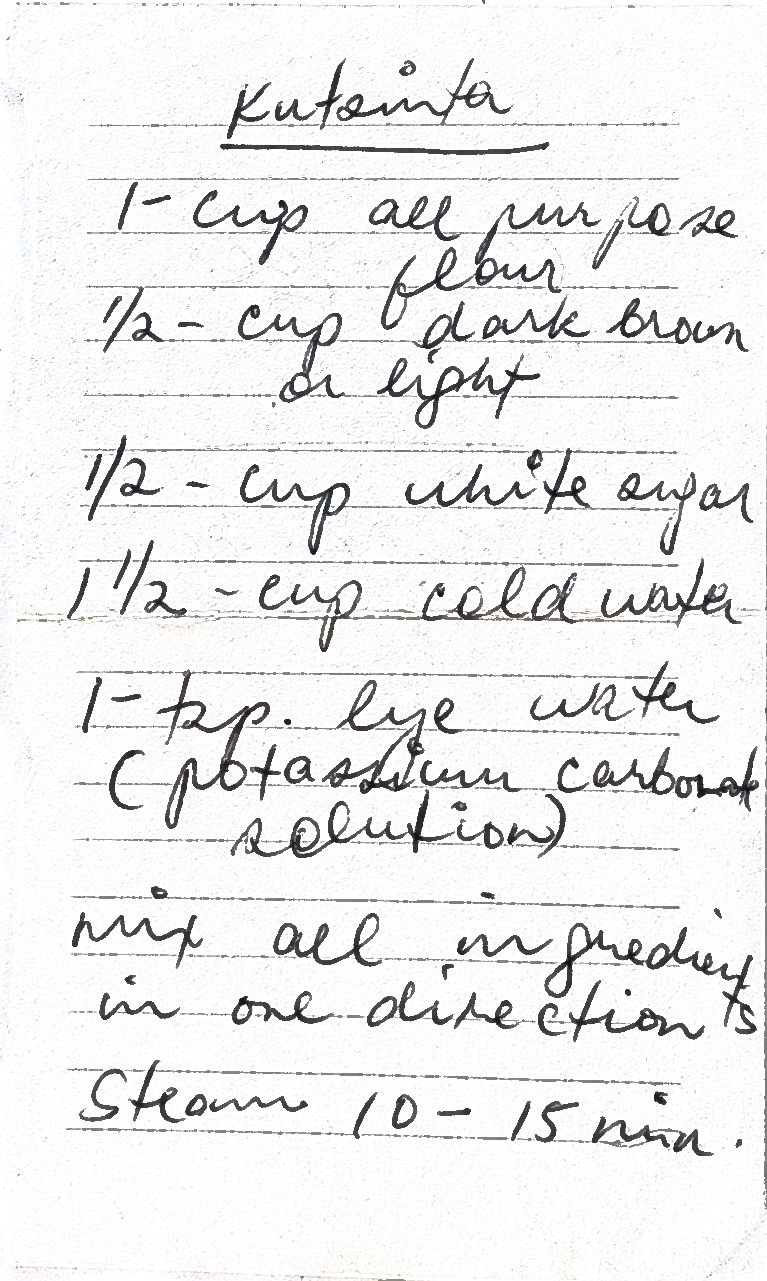 Kutsinta
1- cup all purpose
flour
1/2 - cup dark brown
or light
1/2 - cup white sugar
1 1/2 - cup cold water
1- tsp. lye water
(potassium carbonate
solution)
mix all ingredients
in one direction
Steam 10 - 15 min.